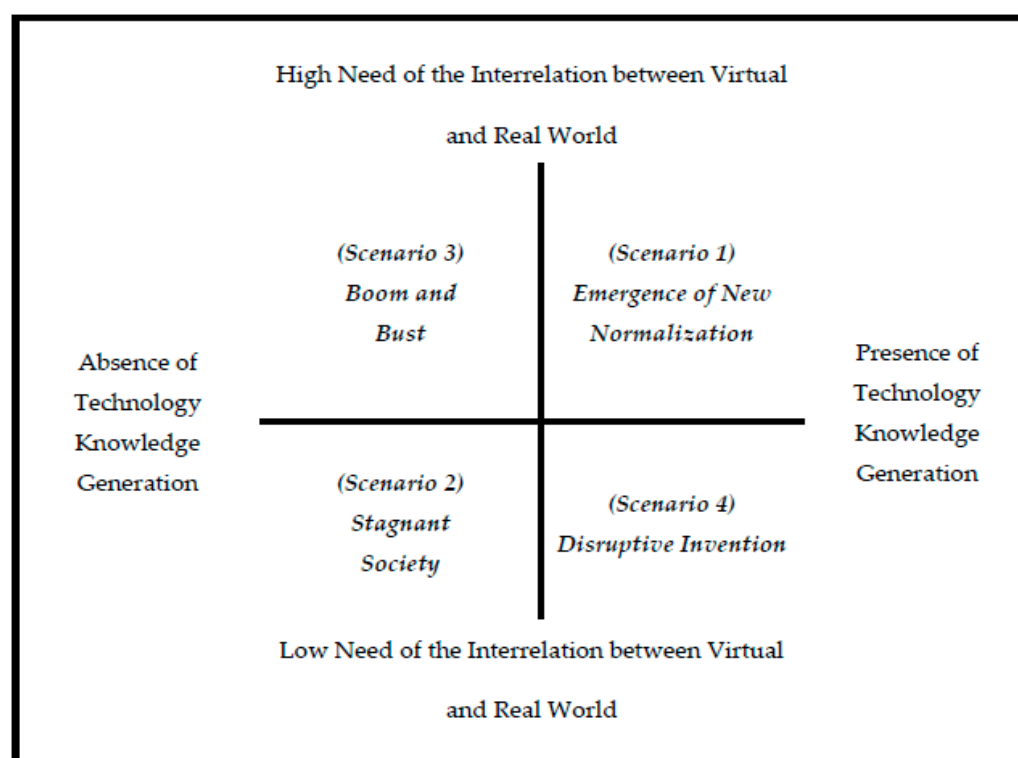 High Need of the Interrelation between Virtual
and Real World
(Scenario 3)
Boom and
Bust
(Scenario 1)
Emergence of New
Normalization
Absence of
Technology
Knowledge
Generation
Presence of
Technology
Knowledge
Generation
(Scenario 2)
Stagnant
Society
(Scenario 4)
Disruptive Invention
Low Need of the Interrelation between Virtual
and Real World